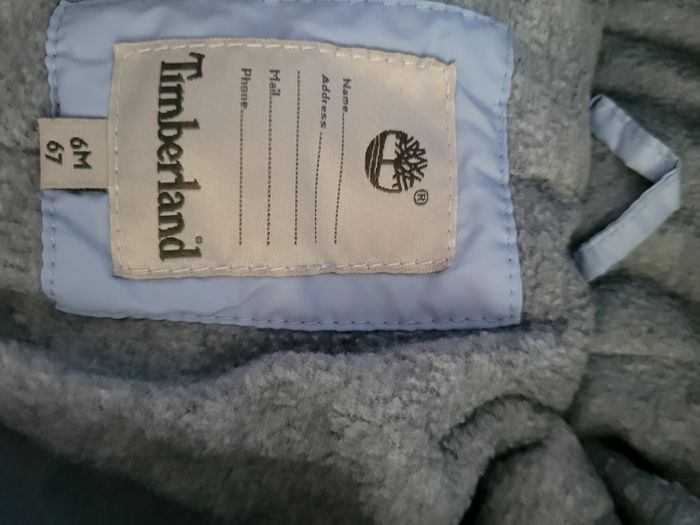 ®
Name
Address
Mail
Phone
Timberland
6M
67